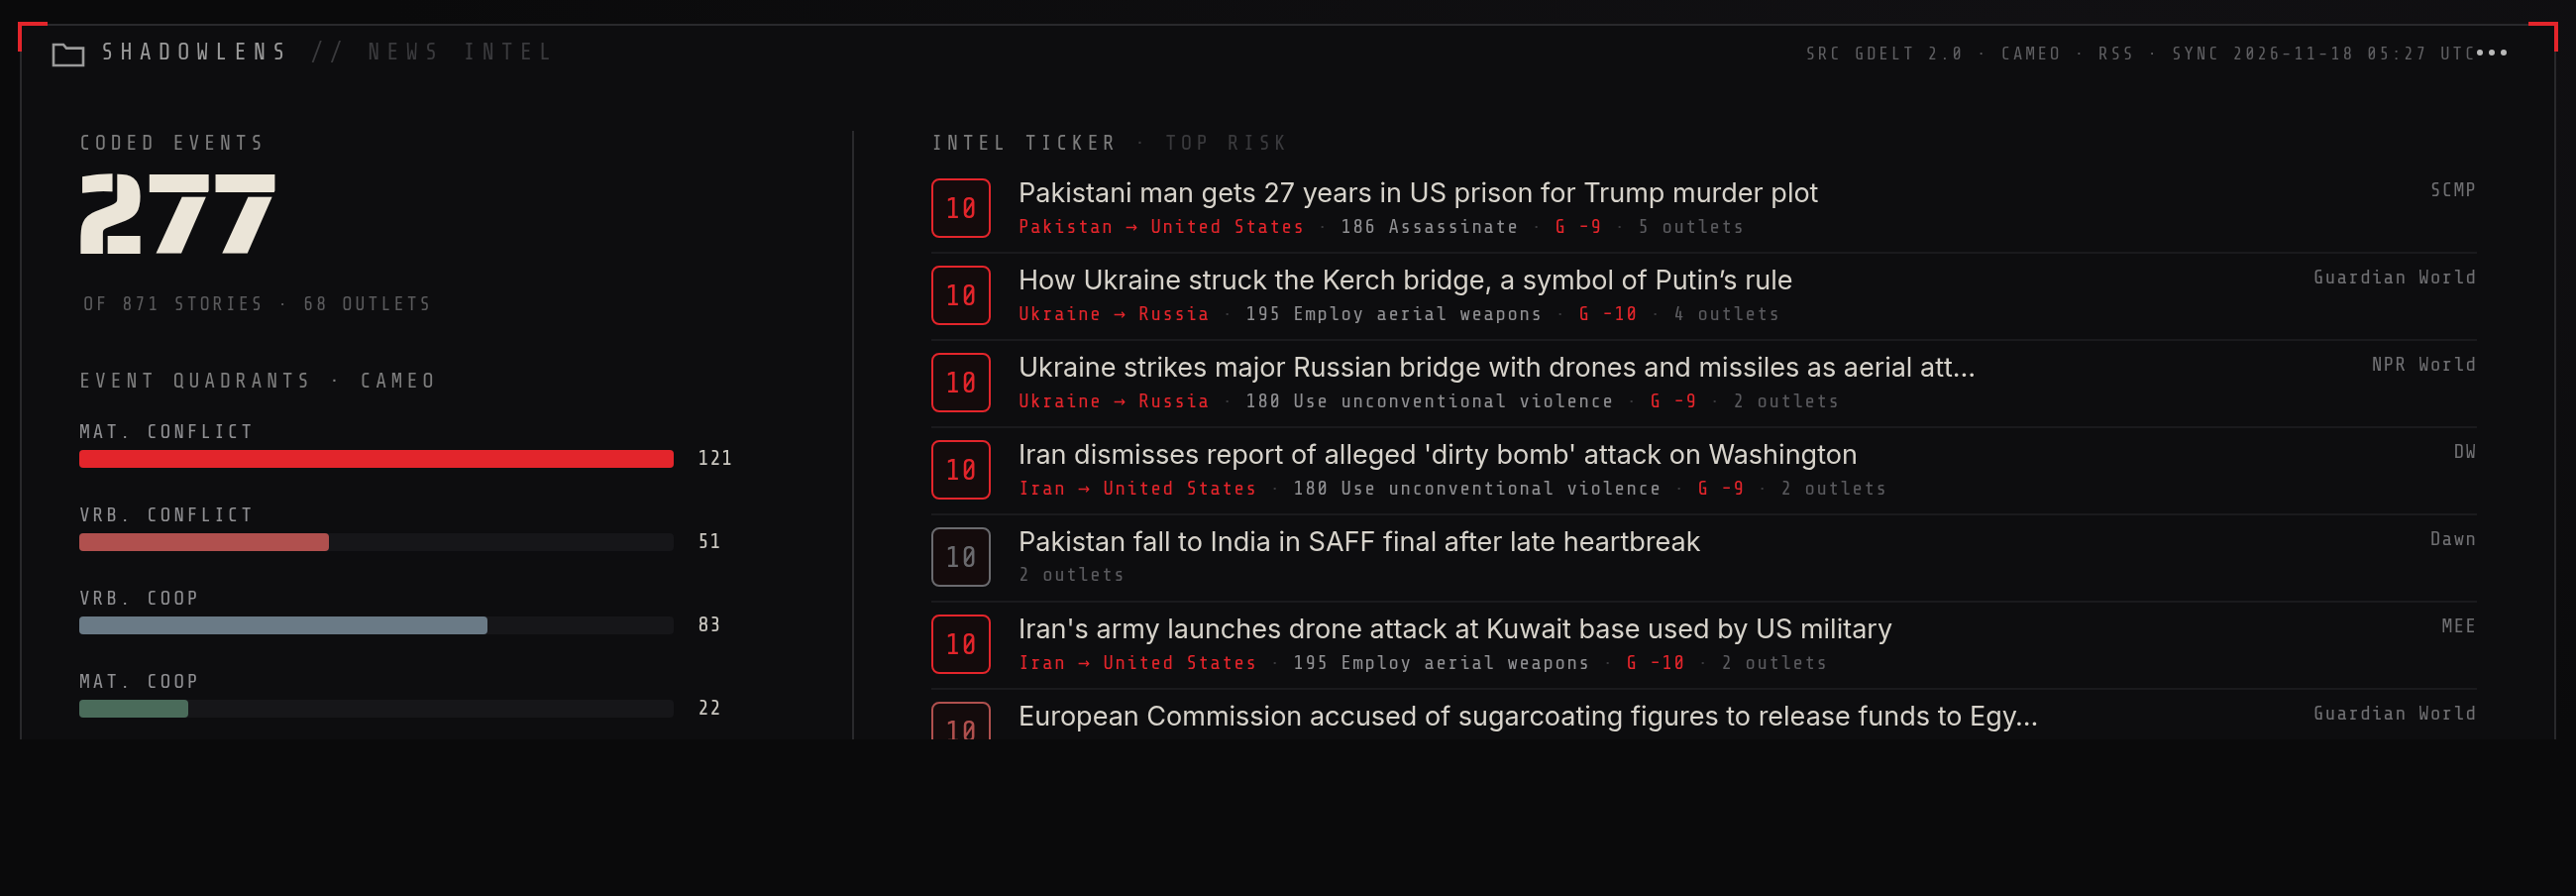 SHADOWLENS // NEWS INTEL
SRC GDELT 2.0 · CAMEO · RSS · SYNC 2026-11-18 05:27 UTC•••
CODED EVENTS
277
OF 871 STORIES · 68 OUTLETS
EVENT QUADRANTS · CAMEO
MAT. CONFLICT
121
VRB. CONFLICT
51
VRB. COOP
83
MAT. COOP
22
INTEL TICKER · TOP RISK
10 Pakistani man gets 27 years in US prison for Trump murder plot SCMP
Pakistan → United States · 186 Assassinate · G -9 · 5 outlets
10 How Ukraine struck the Kerch bridge, a symbol of Putin’s rule Guardian World
Ukraine → Russia · 195 Employ aerial weapons · G -10 · 4 outlets
10 Ukraine strikes major Russian bridge with drones and missiles as aerial att... NPR World
Ukraine → Russia · 180 Use unconventional violence · G -9 · 2 outlets
10 Iran dismisses report of alleged 'dirty bomb' attack on Washington DW
Iran → United States · 180 Use unconventional violence · G -9 · 2 outlets
10 Pakistan fall to India in SAFF final after late heartbreak Dawn
2 outlets
10 Iran's army launches drone attack at Kuwait base used by US military MEE
Iran → United States · 195 Employ aerial weapons · G -10 · 2 outlets
10 European Commission accused of sugarcoating figures to release funds to Egy... Guardian World